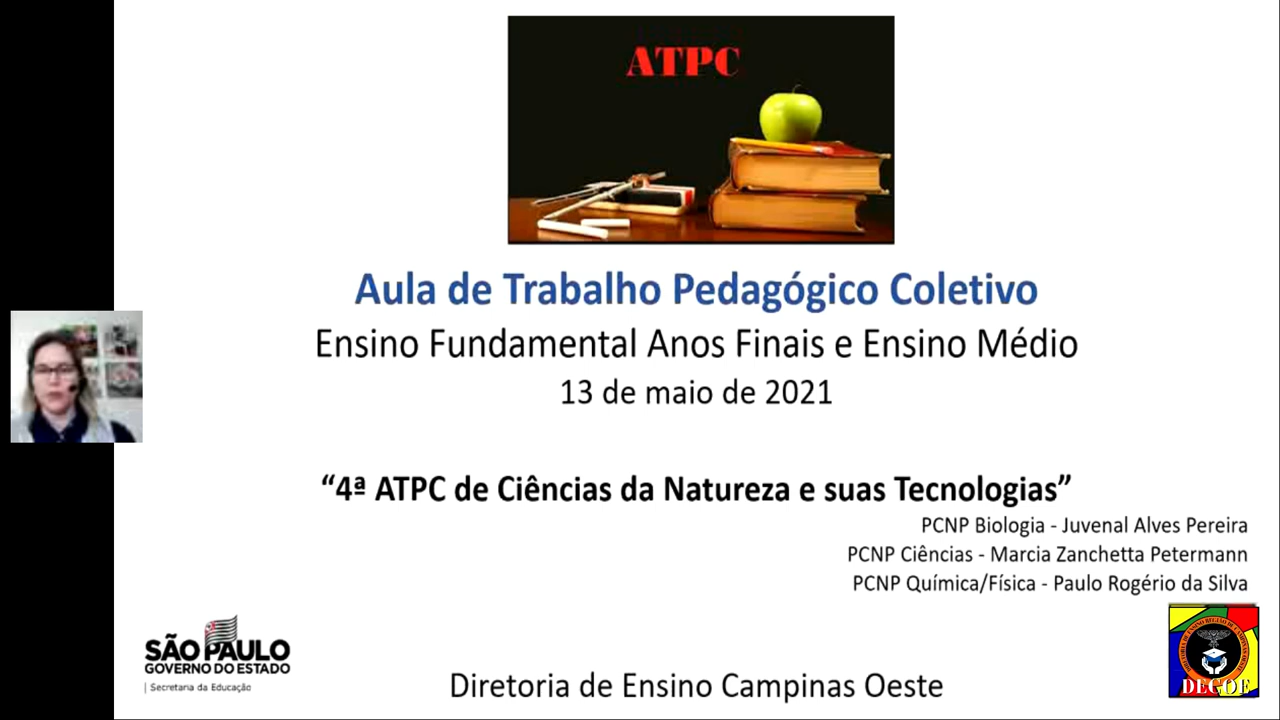 ATPC
Aula de Trabalho Pedagógico Coletivo
Ensino Fundamental Anos Finais e Ensino Médio
13 de maio de 2021
“4ª ATPC de Ciências da Natureza e suas Tecnologias”
PCNP Biologia - Juvenal Alves Pereira
PCNP Ciências - Marcia Zanchetta Petermann
PCNP Química/Física - Paulo Rogério da Silva
SÃO PAULO
GOVERNO DO ESTADO
| Secretaria da Educação
Diretoria de Ensino Campinas Oeste